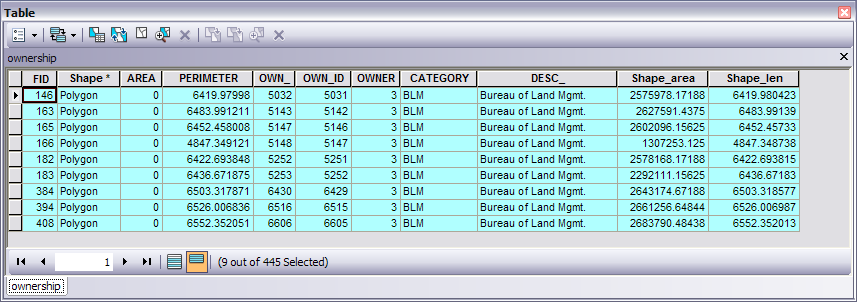 Table
ownership
FID Shape * AREA PERIMETER OWN_ OWN_ID OWNER CATEGORY DESC_ Shape_area Shape_len
146 Polygon 0 6419.97998 5032 5031 3 BLM Bureau of Land Mgmt. 2575978.17188 6419.980423
163 Polygon 0 6483.991211 5143 5142 3 BLM Bureau of Land Mgmt. 2627591.4375 6483.99139
165 Polygon 0 6452.458008 5147 5146 3 BLM Bureau of Land Mgmt. 2602096.15625 6452.45733
166 Polygon 0 4847.349121 5148 5147 3 BLM Bureau of Land Mgmt. 1307253.125 4847.348738
182 Polygon 0 6422.693848 5252 5251 3 BLM Bureau of Land Mgmt. 2578168.17188 6422.693815
183 Polygon 0 6436.671875 5253 5252 3 BLM Bureau of Land Mgmt. 2292111.15625 6436.67183
384 Polygon 0 6503.317871 6430 6429 3 BLM Bureau of Land Mgmt. 2643174.67188 6503.318577
394 Polygon 0 6526.006836 6516 6515 3 BLM Bureau of Land Mgmt. 2661256.64844 6526.006987
408 Polygon 0 6552.352051 6606 6605 3 BLM Bureau of Land Mgmt. 2683790.48438 6552.352013
1 (9 out of 445 Selected)
ownership